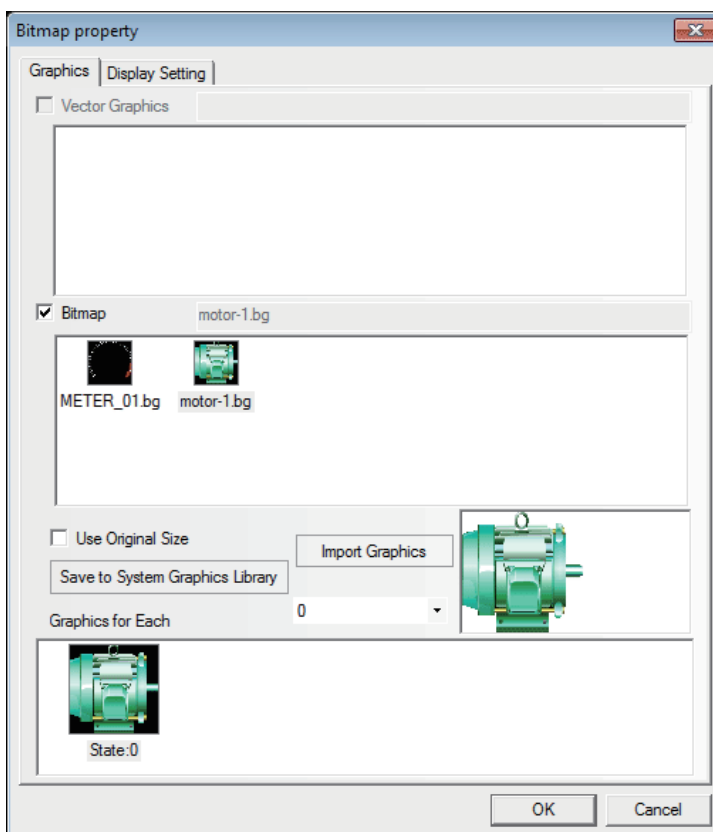 Bitmap property
Graphics Display Setting
Vector Graphics
Bitmap motor-1.bg
METER_01.bg motor-1.bg
Use Original Size
Import Graphics
Save to System Graphics Library
Graphics for Each 0
State:0
OK Cancel